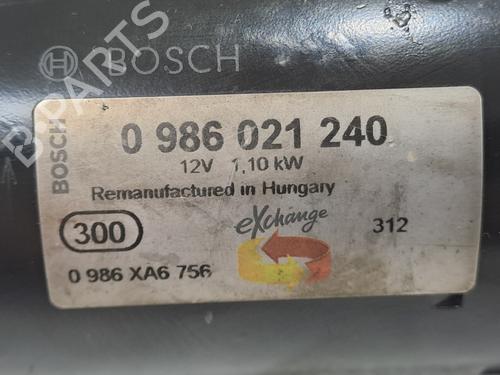 BOSCH
B-PARTS
BOSCH
0 986 021 240
12V 1,10 kW
Remanufactured in Hungary
300
eXchange
312
0 986 XA6 756